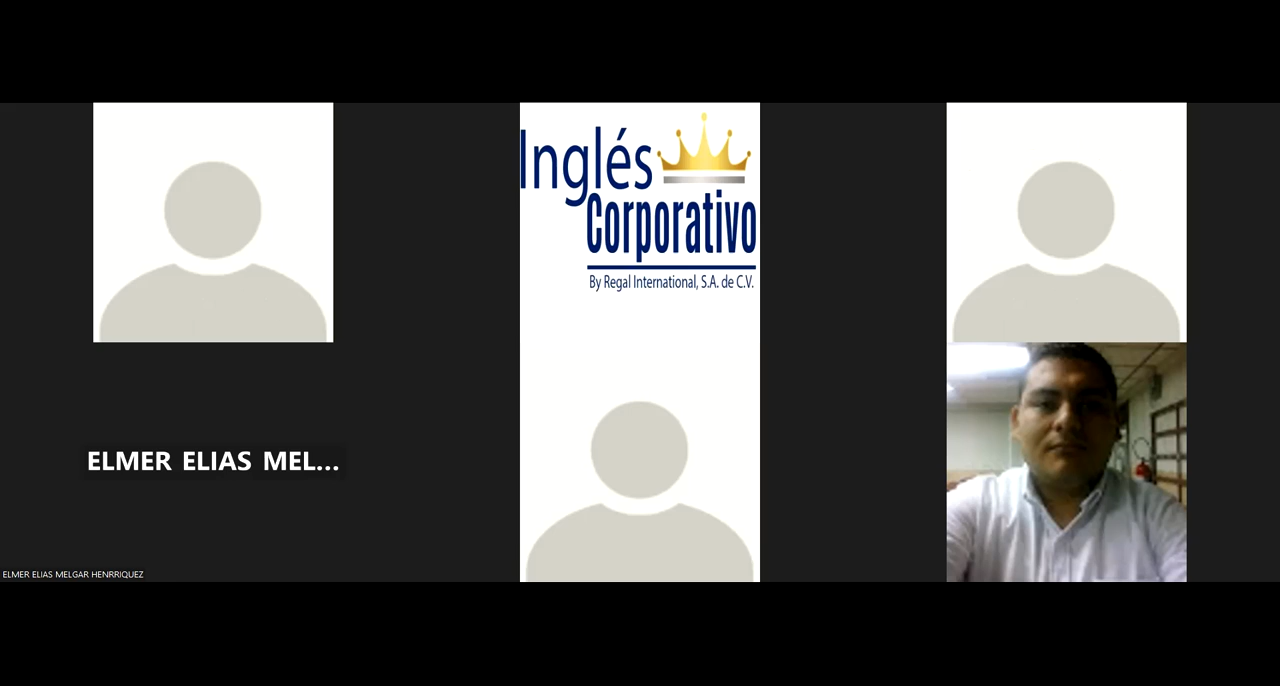 Inglés
Corporativo
By Regal International, S.A. de C.V.
ELMER ELIAS MEL...
ELMER ELIAS MELGAR HENRRIQUEZ